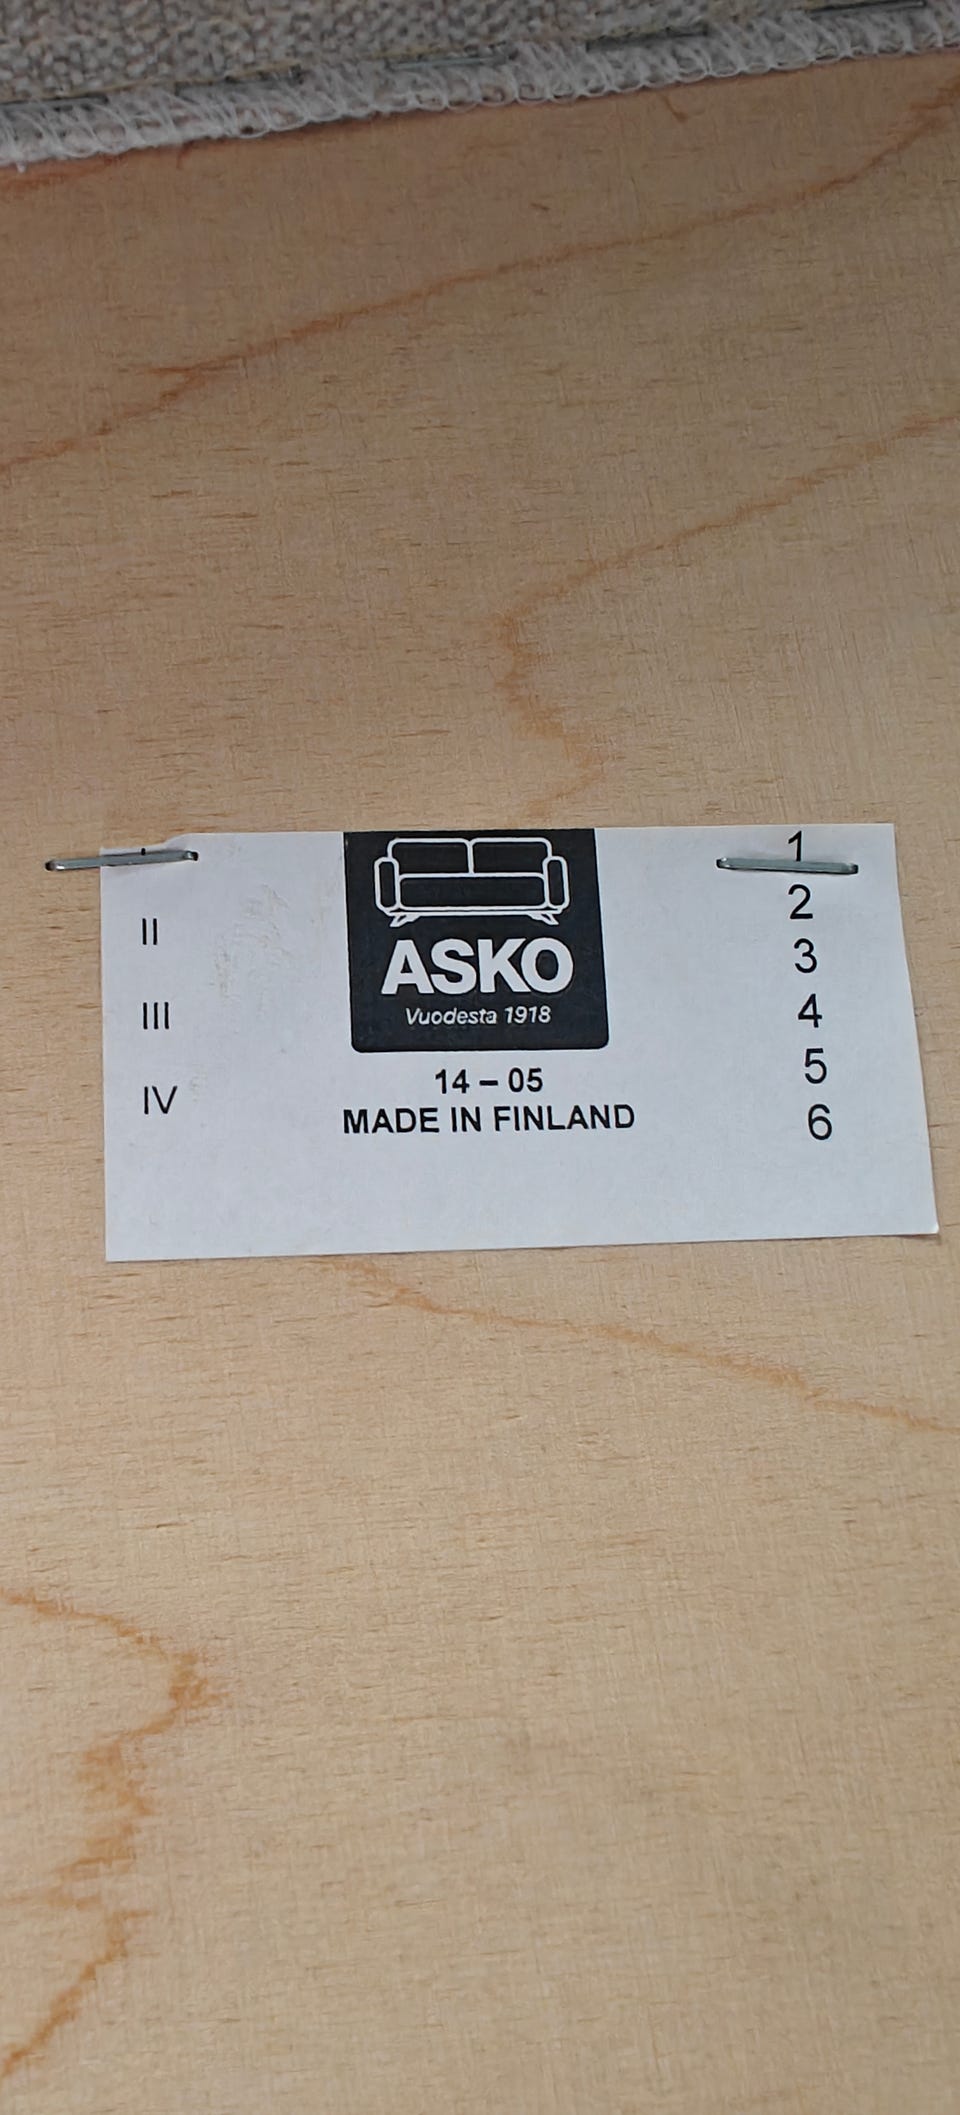 II
III
IV
ASKO
Vuodesta 1918
14 – 05
MADE IN FINLAND
1
2
3
4
5
6